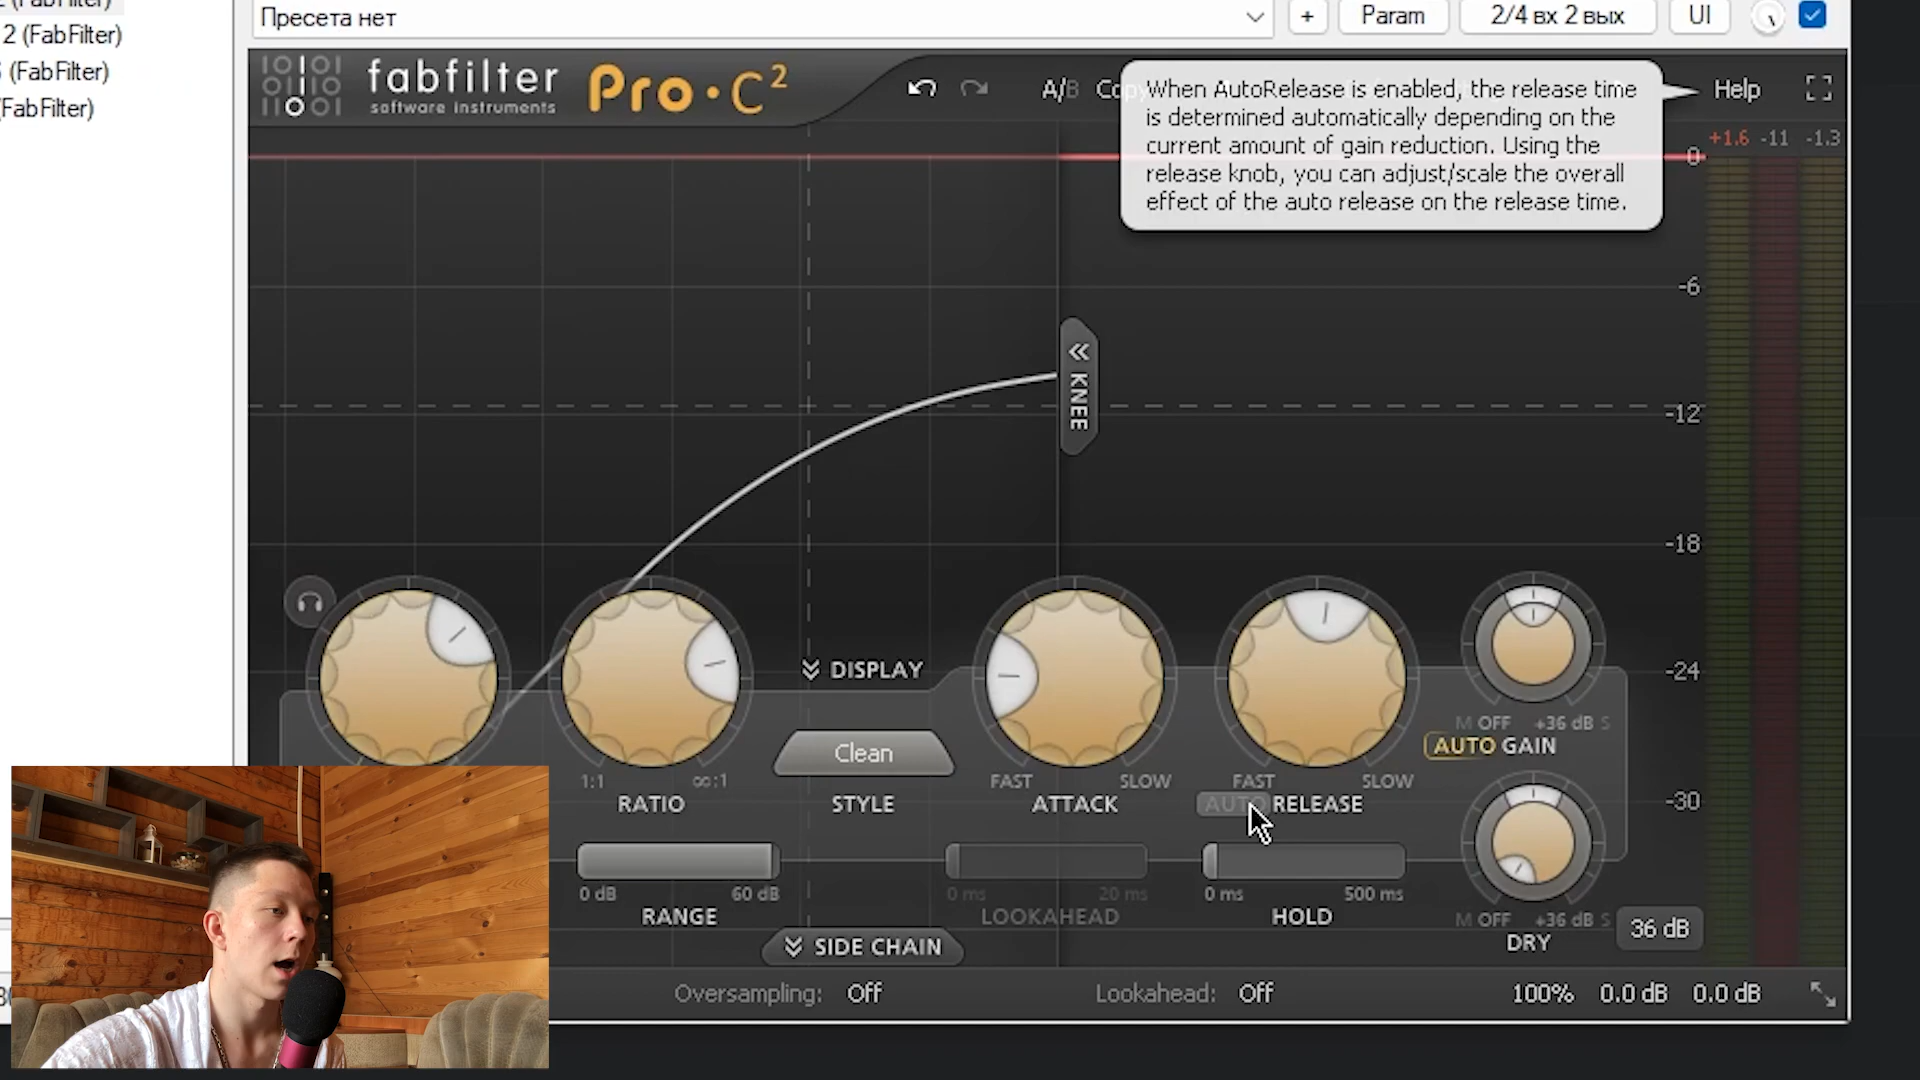 (FabFilter)
2 (FabFilter)
(FabFilter)
(FabFilter)
Пресета нет
+
Param
2/4 вх 2 вых
UI
fabfilter
software instruments
Pro·C²
A/B
Copy
Help
When AutoRelease is enabled, the release time
is determined automatically depending on the
current amount of gain reduction. Using the
release knob, you can adjust/scale the overall
effect of the auto release on the release time.
+1.6 -11 -1.3
0
-6
KNEE
-12
-18
-24
DISPLAY
M OFF +36 dB S
AUTO GAIN
Clean
1:1 ∞:1
RATIO
STYLE
FAST SLOW
ATTACK
FAST SLOW
AUTO RELEASE
-30
0 dB 60 dB
RANGE
0 ms 20 ms
LOOKAHEAD
0 ms 500 ms
HOLD
M OFF +36 dB S
DRY
36 dB
SIDE CHAIN
Oversampling: Off
Lookahead: Off
100% 0.0 dB 0.0 dB